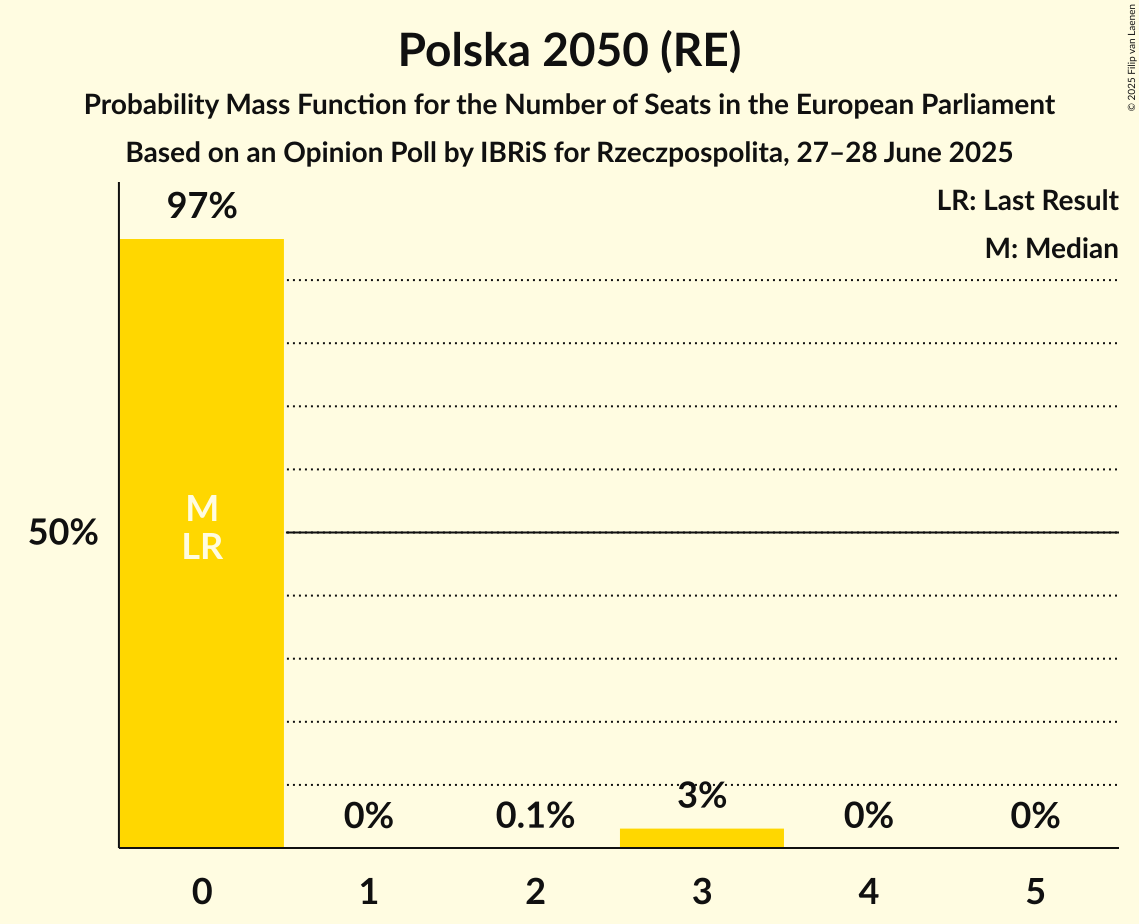 Polska 2050 (RE)
Probability Mass Function for the Number of Seats in the European Parliament
Based on an Opinion Poll by IBRiS for Rzeczpospolita, 27–28 June 2025
© 2025 Filip van Laenen
LR: Last Result
M: Median
97%
50%
M
LR
0%
0.1%
3%
0%
0%
0
1
2
3
4
5